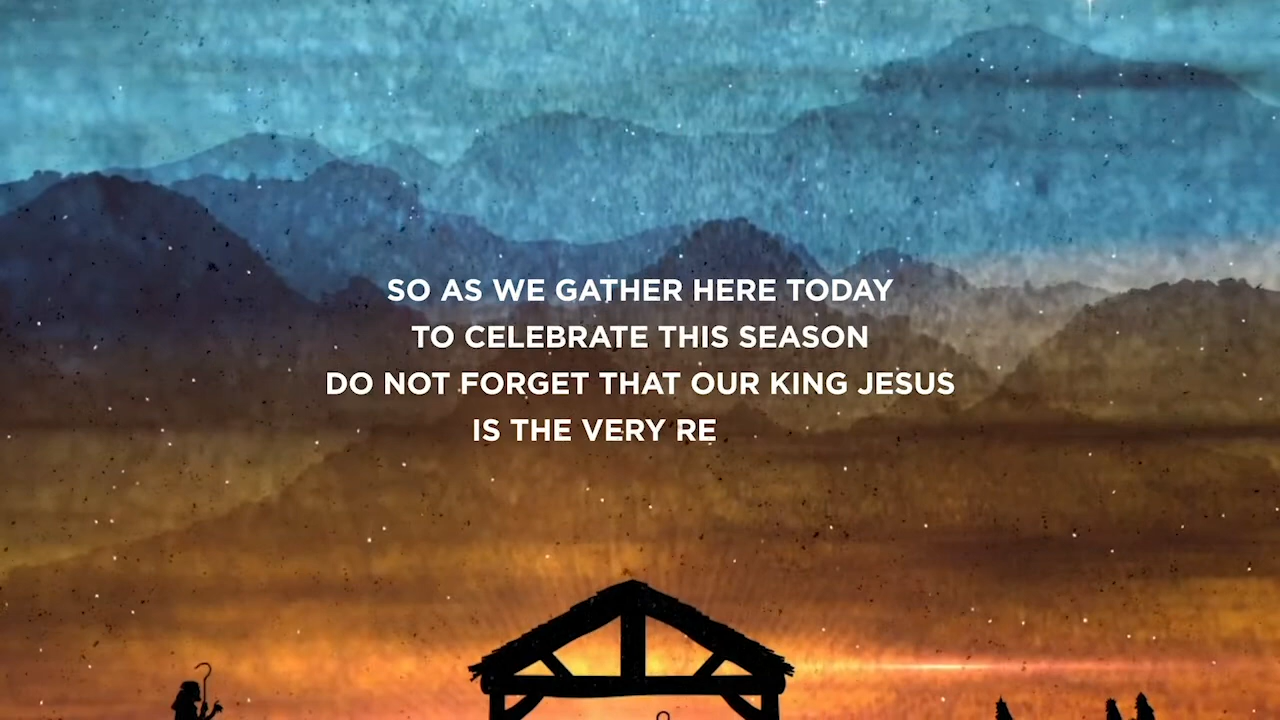 SO AS WE GATHER HERE TODAY
TO CELEBRATE THIS SEASON
DO NOT FORGET THAT OUR KING JESUS
IS THE VERY RE